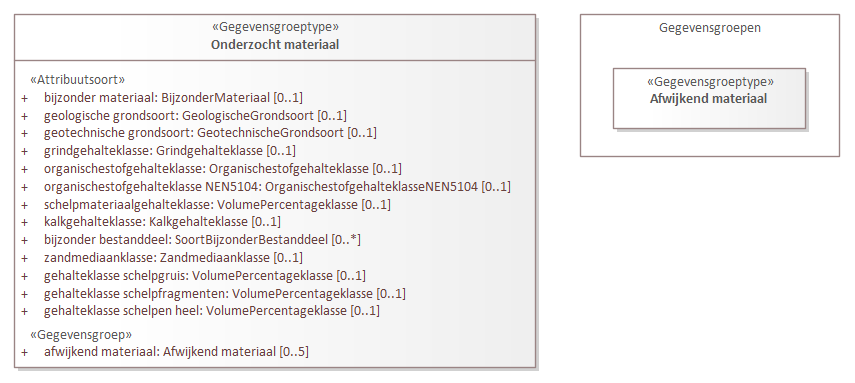 «Gegevensgroeptype»
Onderzocht materiaal
«Attribuutsoort»
+ bijzonder materiaal: BijzonderMateriaal [0..1]
+ geologische grondsoort: GeologischeGrondsoort [0..1]
+ geotechnische grondsoort: GeotechnischeGrondsoort [0..1]
+ grindgehalteklasse: Grindgehalteklasse [0..1]
+ organischestofgehalteklasse: Organischestofgehalteklasse [0..1]
+ organischestofgehalteklasse NEN5104: OrganischestofgehalteklasseNEN5104 [0..1]
+ schelpmateriaalgehalteklasse: VolumePercentageklasse [0..1]
+ kalkgehalteklasse: Kalkgehalteklasse [0..1]
+ bijzonder bestanddeel: SoortBijzonderBestanddeel [0..*]
+ zandmediaanklasse: Zandmediaanklasse [0..1]
+ gehalteklasse schelpgruis: VolumePercentageklasse [0..1]
+ gehalteklasse schelpfragmenten: VolumePercentageklasse [0..1]
+ gehalteklasse schelpen heel: VolumePercentageklasse [0..1]
«Gegevensgroep»
+ afwijkend materiaal: Afwijkend materiaal [0..5]
Gegevensgroepen
«Gegevensgroeptype»
Afwijkend materiaal